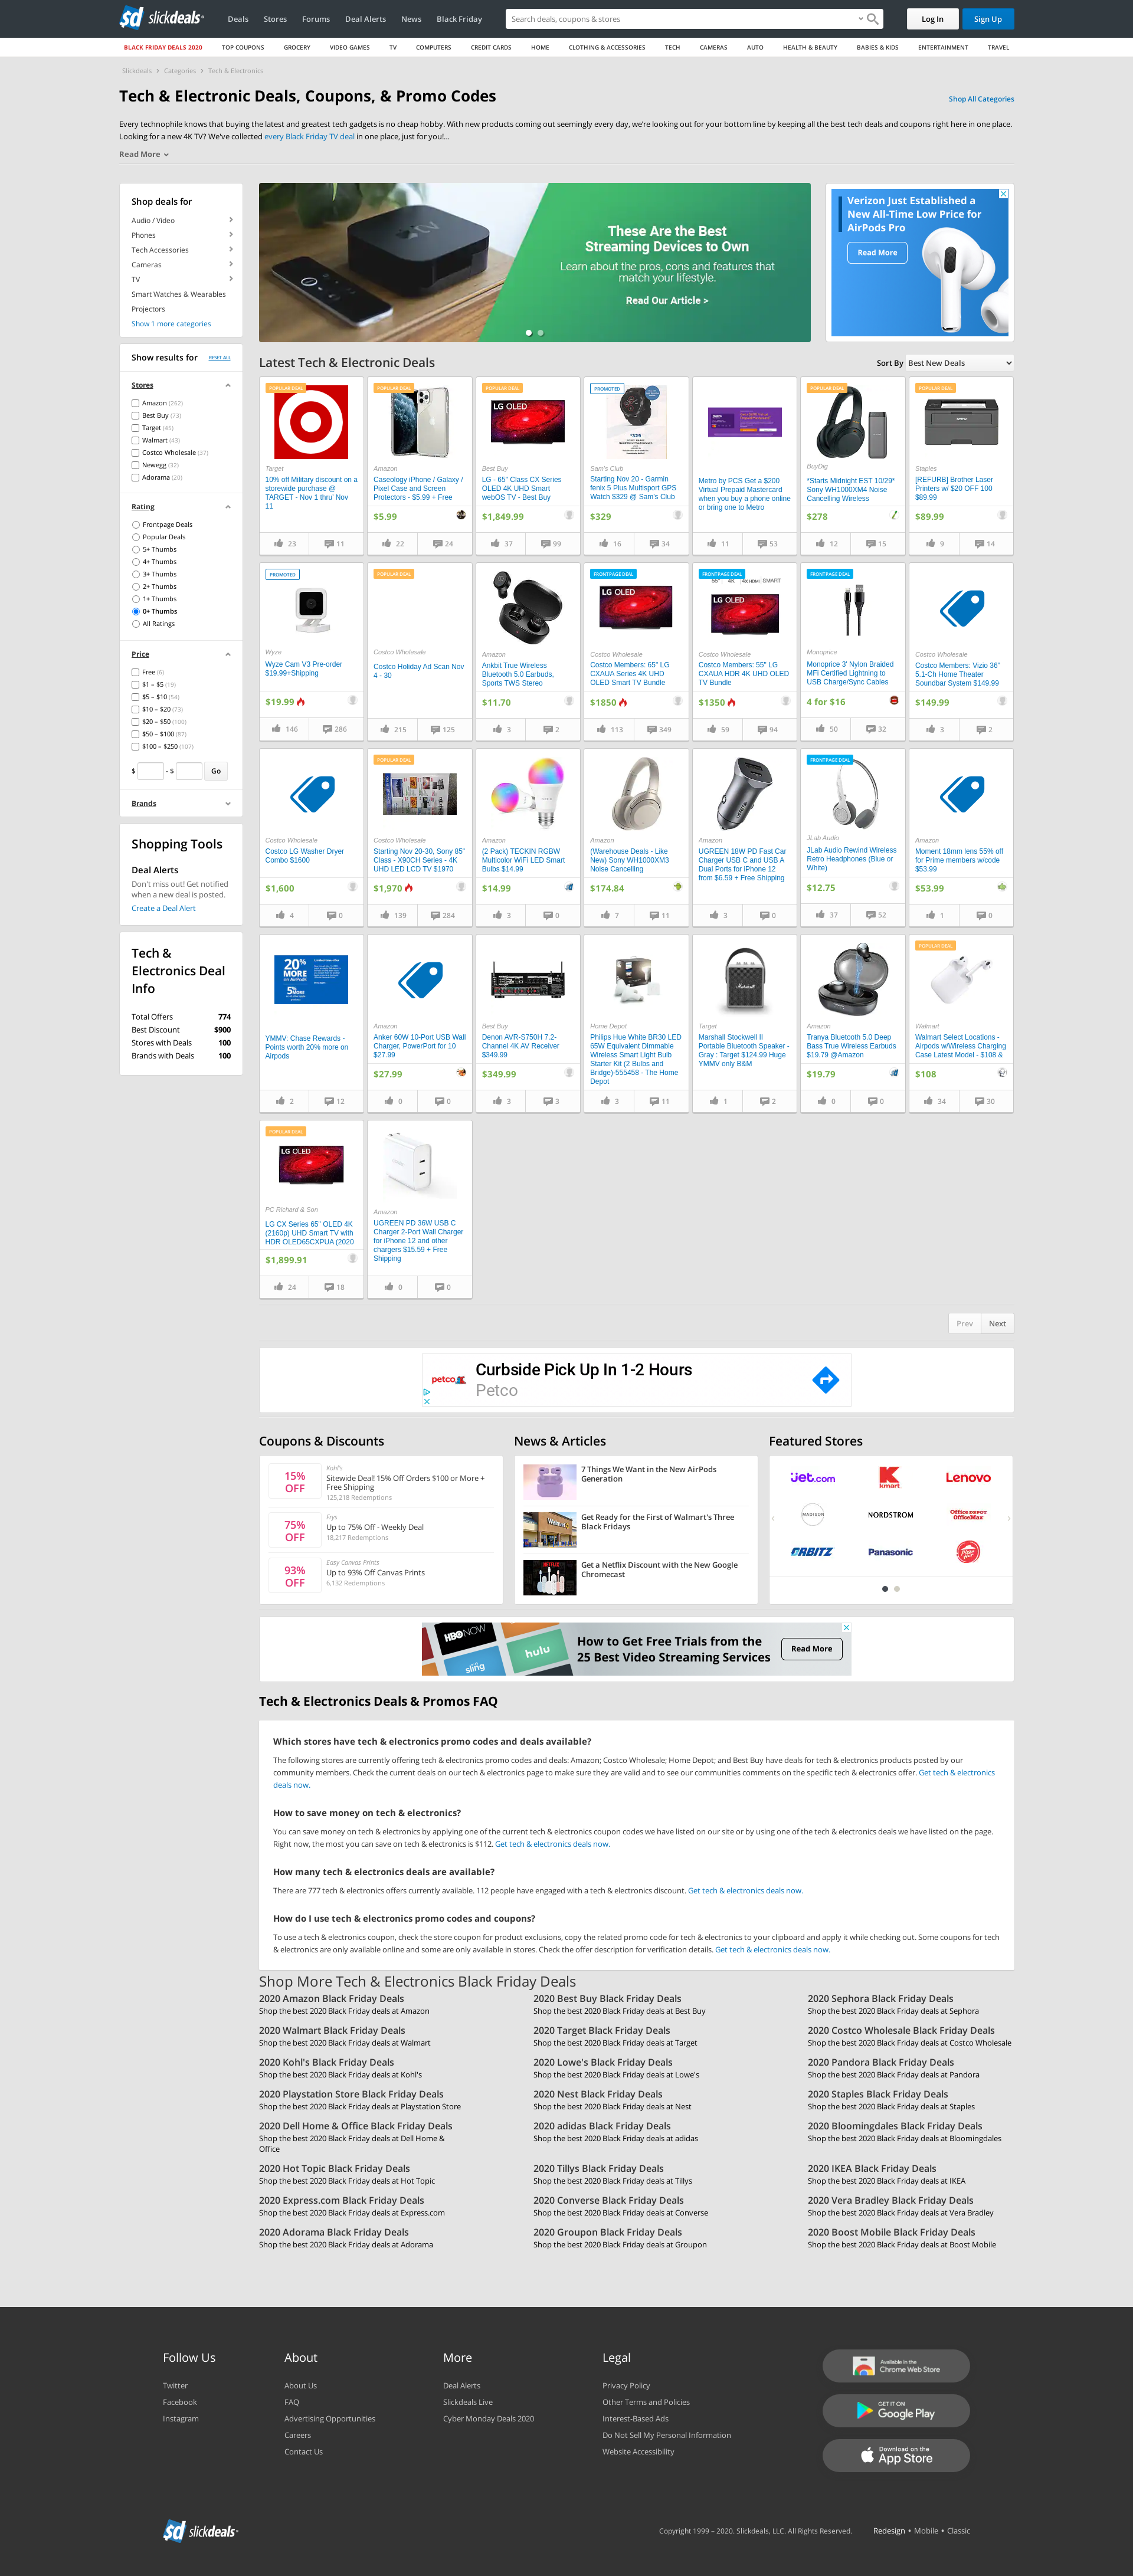 slickdeals
Deals Stores Forums Deal Alerts News Black Friday
Search deals, coupons & stores
Log In Sign Up
BLACK FRIDAY DEALS 2020 TOP COUPONS GROCERY VIDEO GAMES TV COMPUTERS CREDIT CARDS HOME CLOTHING & ACCESSORIES TECH CAMERAS AUTO HEALTH & BEAUTY BABIES & KIDS ENTERTAINMENT TRAVEL
Slickdeals > Categories > Tech & Electronics
Tech & Electronic Deals, Coupons, & Promo Codes
Shop All Categories
Every technophile knows that buying the latest and greatest tech gadgets is no cheap hobby. With new products coming out seemingly every day, we're looking out for your bottom line by keeping all the best tech deals and coupons right here in one place.
Looking for a new 4K TV? We've collected every Black Friday TV deal in one place, just for you!...
Read More
Shop deals for
Audio / Video
Phones
Tech Accessories
Cameras
TV
Smart Watches & Wearables
Projectors
Show 1 more categories
These Are the Best
Streaming Devices to Own
Learn about the pros, cons and features that
match your lifestyle.
Read Our Article >
Verizon Just Established a
New All-Time Low Price for
AirPods Pro
Read More
Show results for RESET ALL
Stores
Amazon (262)
Best Buy (73)
Target (45)
Walmart (43)
Costco Wholesale (37)
Newegg (32)
Adorama (20)
Rating
Frontpage Deals
Popular Deals
5+ Thumbs
4+ Thumbs
3+ Thumbs
2+ Thumbs
1+ Thumbs
0+ Thumbs
All Ratings
Price
Free (6)
$1 – $5 (19)
$5 – $10 (54)
$10 – $20 (73)
$20 – $50 (100)
$50 – $100 (87)
$100 – $250 (107)
$ - $ Go
Brands
Shopping Tools
Deal Alerts
Don't miss out! Get notified
when a new deal is posted.
Create a Deal Alert
Tech &
Electronics Deal
Info
Total Offers 774
Best Discount $900
Stores with Deals 100
Brands with Deals 100
Latest Tech & Electronic Deals
Sort By Best New Deals
POPULAR DEAL
Target
10% off Military discount on a
storewide purchase @
TARGET - Nov 1 thru' Nov
11
23 11
POPULAR DEAL
Amazon
Caseology iPhone / Galaxy /
Pixel Case and Screen
Protectors - $5.99 + Free
$5.99
22 24
POPULAR DEAL
LG OLED
Best Buy
LG - 65" Class CX Series
OLED 4K UHD Smart
webOS TV - Best Buy
$1,849.99
37 99
PROMOTED
$329
Sam's Club
Starting Nov 20 - Garmin
fenix 5 Plus Multisport GPS
Watch $329 @ Sam's Club
$329
16 34
Metro by PCS Get a $200
Virtual Prepaid Mastercard
when you buy a phone online
or bring one to Metro
11 53
POPULAR DEAL
BuyDig
*Starts Midnight EST 10/29*
Sony WH1000XM4 Noise
Cancelling Wireless
$278
12 15
POPULAR DEAL
Staples
[REFURB] Brother Laser
Printers w/ $20 OFF 100
$89.99
$89.99
9 14
PROMOTED
Wyze
Wyze Cam V3 Pre-order
$19.99+Shipping
$19.99
146 286
POPULAR DEAL
Costco Wholesale
Costco Holiday Ad Scan Nov
4 - 30
215 125
Amazon
Ankbit True Wireless
Bluetooth 5.0 Earbuds,
Sports TWS Stereo
$11.70
3 2
FRONTPAGE DEAL
LG OLED
Costco Wholesale
Costco Members: 65" LG
CXAUA Series 4K UHD
OLED Smart TV Bundle
$1850
113 349
FRONTPAGE DEAL
55" 4K 4K HDMI SMART
LG OLED
Costco Wholesale
Costco Members: 55" LG
CXAUA HDR 4K UHD OLED
TV Bundle
$1350
59 94
FRONTPAGE DEAL
Monoprice
Monoprice 3' Nylon Braided
MFi Certified Lightning to
USB Charge/Sync Cables
4 for $16
50 32
Costco Wholesale
Costco Members: Vizio 36"
5.1-Ch Home Theater
Soundbar System $149.99
$149.99
3 2
Costco Wholesale
Costco LG Washer Dryer
Combo $1600
$1,600
4 0
POPULAR DEAL
Costco Wholesale
Starting Nov 20-30, Sony 85"
Class - X90CH Series - 4K
UHD LED LCD TV $1970
$1,970
139 284
Amazon
(2 Pack) TECKIN RGBW
Multicolor WiFi LED Smart
Bulbs $14.99
$14.99
3 0
Amazon
(Warehouse Deals - Like
New) Sony WH1000XM3
Noise Cancelling
$174.84
7 11
Amazon
UGREEN 18W PD Fast Car
Charger USB C and USB A
Dual Ports for iPhone 12
from $6.59 + Free Shipping
3 0
FRONTPAGE DEAL
JLab Audio
JLab Audio Rewind Wireless
Retro Headphones (Blue or
White)
$12.75
37 52
Amazon
Moment 18mm lens 55% off
for Prime members w/code
$53.99
$53.99
1 0
20%
MORE
5%
MORE
YMMV: Chase Rewards -
Points worth 20% more on
Airpods
2 12
Amazon
Anker 60W 10-Port USB Wall
Charger, PowerPort for 10
$27.99
$27.99
0 0
Best Buy
Denon AVR-S750H 7.2-
Channel 4K AV Receiver
$349.99
$349.99
3 3
Home Depot
Philips Hue White BR30 LED
65W Equivalent Dimmable
Wireless Smart Light Bulb
Starter Kit (2 Bulbs and
Bridge)-555458 - The Home
Depot
3 11
Marshall
Target
Marshall Stockwell II
Portable Bluetooth Speaker -
Gray : Target $124.99 Huge
YMMV only B&M
1 2
Amazon
Tranya Bluetooth 5.0 Deep
Bass True Wireless Earbuds
$19.79 @Amazon
$19.79
0 0
POPULAR DEAL
Walmart
Walmart Select Locations -
Airpods w/Wireless Charging
Case Latest Model - $108 &
$108
34 30
POPULAR DEAL
LG OLED
PC Richard & Son
LG CX Series 65" OLED 4K
(2160p) UHD Smart TV with
HDR OLED65CXPUA (2020
$1,899.91
24 18
Amazon
UGREEN PD 36W USB C
Charger 2-Port Wall Charger
for iPhone 12 and other
chargers $15.59 + Free
Shipping
0 0
Prev Next
petco
Curbside Pick Up In 1-2 Hours
Petco
Coupons & Discounts
15%
OFF
Kohl's
Sitewide Deal! 15% Off Orders $100 or More +
Free Shipping
125,218 Redemptions
75%
OFF
Frys
Up to 75% Off - Weekly Deal
18,217 Redemptions
93%
OFF
Easy Canvas Prints
Up to 93% Off Canvas Prints
6,132 Redemptions
News & Articles
7 Things We Want in the New AirPods
Generation
Walmart
Get Ready for the First of Walmart's Three
Black Fridays
Get a Netflix Discount with the New Google
Chromecast
Featured Stores
jet.com kmart Lenovo
MADISON NORDSTROM Office DEPOT OfficeMax
ORBITZ Panasonic Pizza Hut
HBO NOW
sling
hulu
How to Get Free Trials from the
25 Best Video Streaming Services
Read More
Tech & Electronics Deals & Promos FAQ
Which stores have tech & electronics promo codes and deals available?
The following stores are currently offering tech & electronics promo codes and deals: Amazon; Costco Wholesale; Home Depot; and Best Buy have deals for tech & electronics products posted by our
community members. Check the current deals on our tech & electronics page to make sure they are valid and to see our communities comments on the specific tech & electronics offer. Get tech & electronics
deals now.
How to save money on tech & electronics?
You can save money on tech & electronics by applying one of the current tech & electronics coupon codes we have listed on our site or by using one of the tech & electronics deals we have listed on the page.
Right now, the most you can save on tech & electronics is $112. Get tech & electronics deals now.
How many tech & electronics deals are available?
There are 777 tech & electronics offers currently available. 112 people have engaged with a tech & electronics discount. Get tech & electronics deals now.
How do I use tech & electronics promo codes and coupons?
To use a tech & electronics coupon, check the store coupon for product exclusions, copy the related promo code for tech & electronics to your clipboard and apply it while checking out. Some coupons for tech
& electronics are only available online and some are only available in stores. Check the offer description for verification details. Get tech & electronics deals now.
Shop More Tech & Electronics Black Friday Deals
2020 Amazon Black Friday Deals 2020 Best Buy Black Friday Deals 2020 Sephora Black Friday Deals
Shop the best 2020 Black Friday deals at Amazon Shop the best 2020 Black Friday deals at Best Buy Shop the best 2020 Black Friday deals at Sephora
2020 Walmart Black Friday Deals 2020 Target Black Friday Deals 2020 Costco Wholesale Black Friday Deals
Shop the best 2020 Black Friday deals at Walmart Shop the best 2020 Black Friday deals at Target Shop the best 2020 Black Friday deals at Costco Wholesale
2020 Kohl's Black Friday Deals 2020 Lowe's Black Friday Deals 2020 Pandora Black Friday Deals
Shop the best 2020 Black Friday deals at Kohl's Shop the best 2020 Black Friday deals at Lowe's Shop the best 2020 Black Friday deals at Pandora
2020 Playstation Store Black Friday Deals 2020 Nest Black Friday Deals 2020 Staples Black Friday Deals
Shop the best 2020 Black Friday deals at Playstation Store Shop the best 2020 Black Friday deals at Nest Shop the best 2020 Black Friday deals at Staples
2020 Dell Home & Office Black Friday Deals 2020 adidas Black Friday Deals 2020 Bloomingdales Black Friday Deals
Shop the best 2020 Black Friday deals at Dell Home & Shop the best 2020 Black Friday deals at adidas Shop the best 2020 Black Friday deals at Bloomingdales
Office
2020 Hot Topic Black Friday Deals 2020 Tillys Black Friday Deals 2020 IKEA Black Friday Deals
Shop the best 2020 Black Friday deals at Hot Topic Shop the best 2020 Black Friday deals at Tillys Shop the best 2020 Black Friday deals at IKEA
2020 Express.com Black Friday Deals 2020 Converse Black Friday Deals 2020 Vera Bradley Black Friday Deals
Shop the best 2020 Black Friday deals at Express.com Shop the best 2020 Black Friday deals at Converse Shop the best 2020 Black Friday deals at Vera Bradley
2020 Adorama Black Friday Deals 2020 Groupon Black Friday Deals 2020 Boost Mobile Black Friday Deals
Shop the best 2020 Black Friday deals at Adorama Shop the best 2020 Black Friday deals at Groupon Shop the best 2020 Black Friday deals at Boost Mobile
Follow Us
Twitter
Facebook
Instagram
About
About Us
FAQ
Advertising Opportunities
Careers
Contact Us
More
Deal Alerts
Slickdeals Live
Cyber Monday Deals 2020
Legal
Privacy Policy
Other Terms and Policies
Interest-Based Ads
Do Not Sell My Personal Information
Website Accessibility
Available in the
Chrome Web Store
GET IT ON
Google Play
Download on the
App Store
slickdeals
Copyright 1999 – 2020. Slickdeals, LLC. All Rights Reserved. Redesign • Mobile • Classic